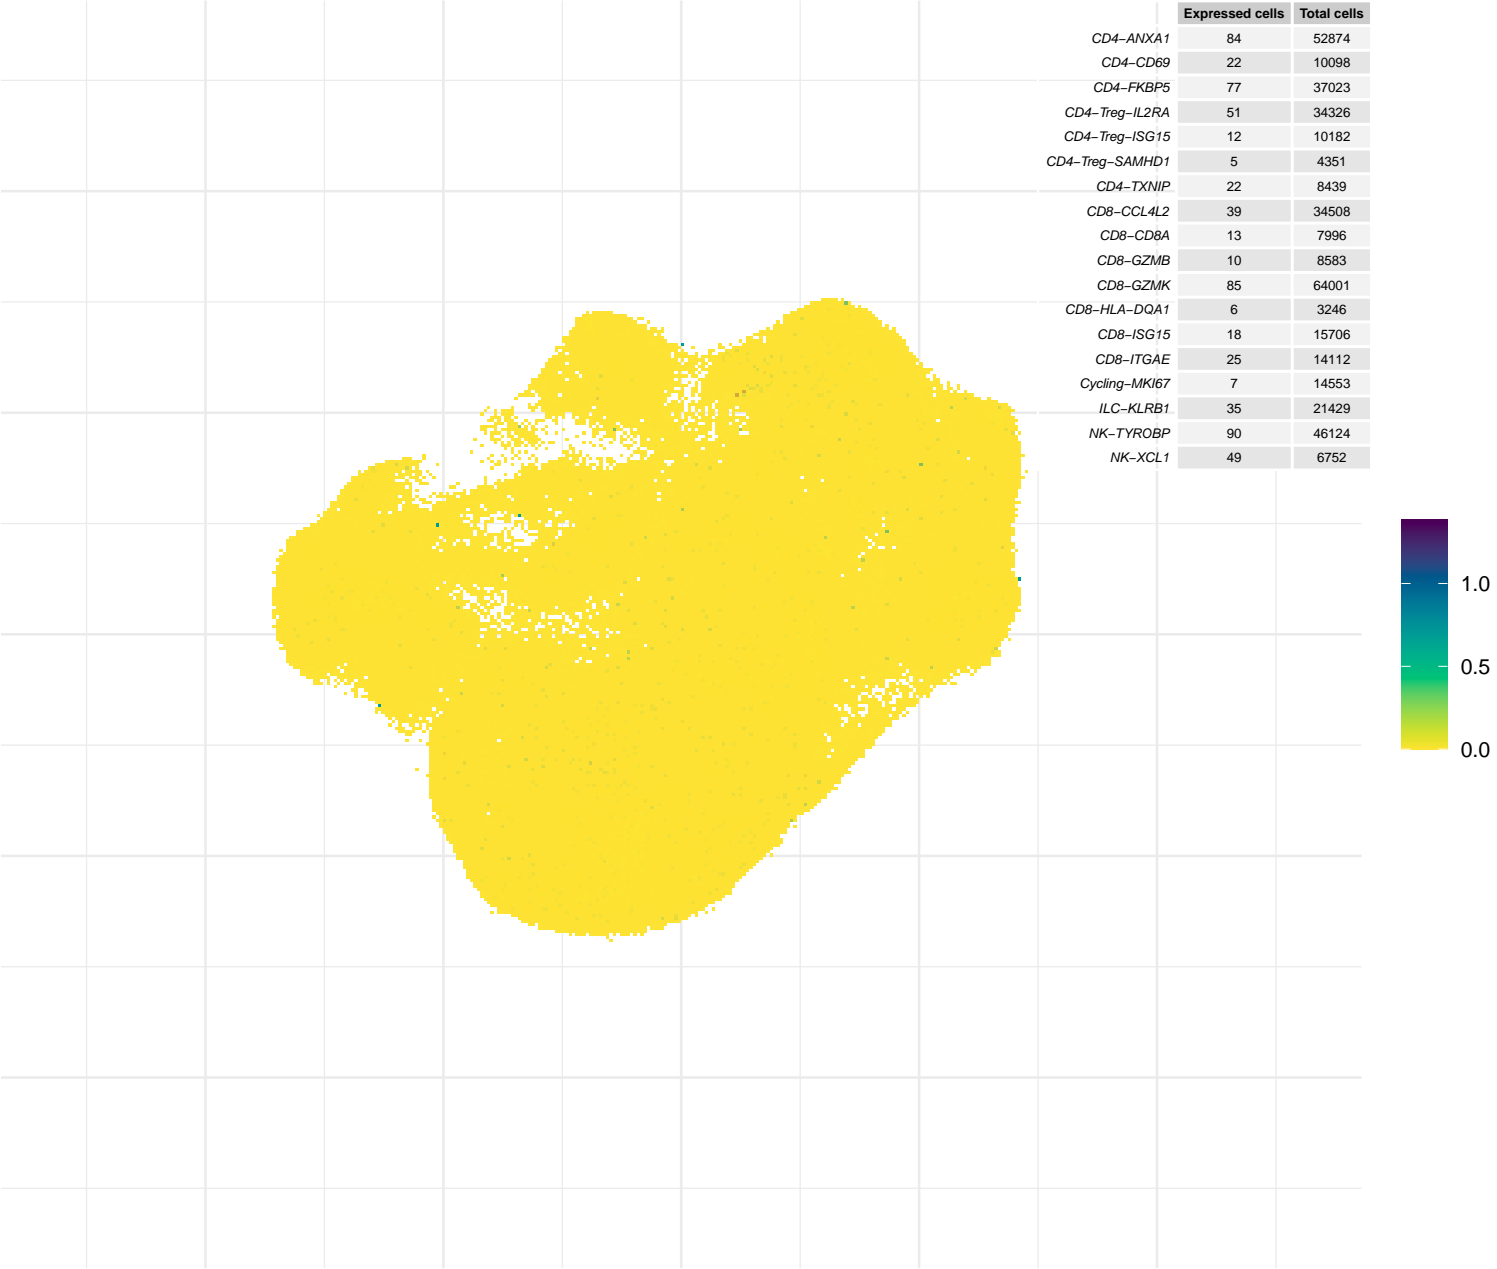 Expressed cells Total cells
CD4−ANXA1 84 52874
CD4−CD69 22 10098
CD4−FKBP5 77 37023
CD4−Treg−IL2RA 51 34326
CD4−Treg−ISG15 12 10182
CD4−Treg−SAMHD1 5 4351
CD4−TXNIP 22 8439
CD8−CCL4L2 39 34508
CD8−CD8A 13 7996
CD8−GZMB 10 8583
CD8−GZMK 85 64001
CD8−HLA−DQA1 6 3246
CD8−ISG15 18 15706
CD8−ITGAE 25 14112
Cycling−MKI67 7 14553
ILC−KLRB1 35 21429
NK−TYROBP 90 46124
NK−XCL1 49 6752
1.0
0.5
0.0